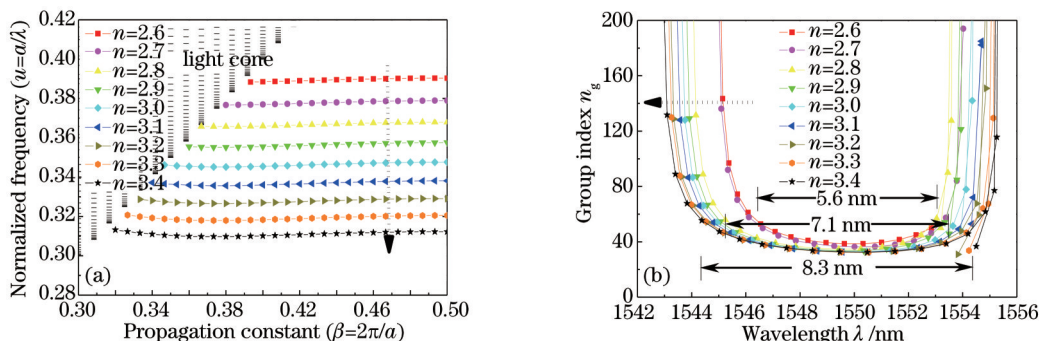 Normalized frequency (u=a/λ)
0.42
0.40
0.38
0.36
0.34
0.32
0.30
0.28
n=2.6
n=2.7
n=2.8
n=2.9
n=3.0
n=3.1
n=3.2
n=3.3
n=3.4
light cone
(a)
0.30 0.34 0.38 0.42 0.46 0.50
Propagation constant (β=2π/a)
Group index n_g
200
160
120
80
40
0
n=2.6
n=2.7
n=2.8
n=2.9
n=3.0
n=3.1
n=3.2
n=3.3
n=3.4
5.6 nm
7.1 nm
8.3 nm
(b)
1542 1544 1546 1548 1550 1552 1554 1556
Wavelength λ /nm